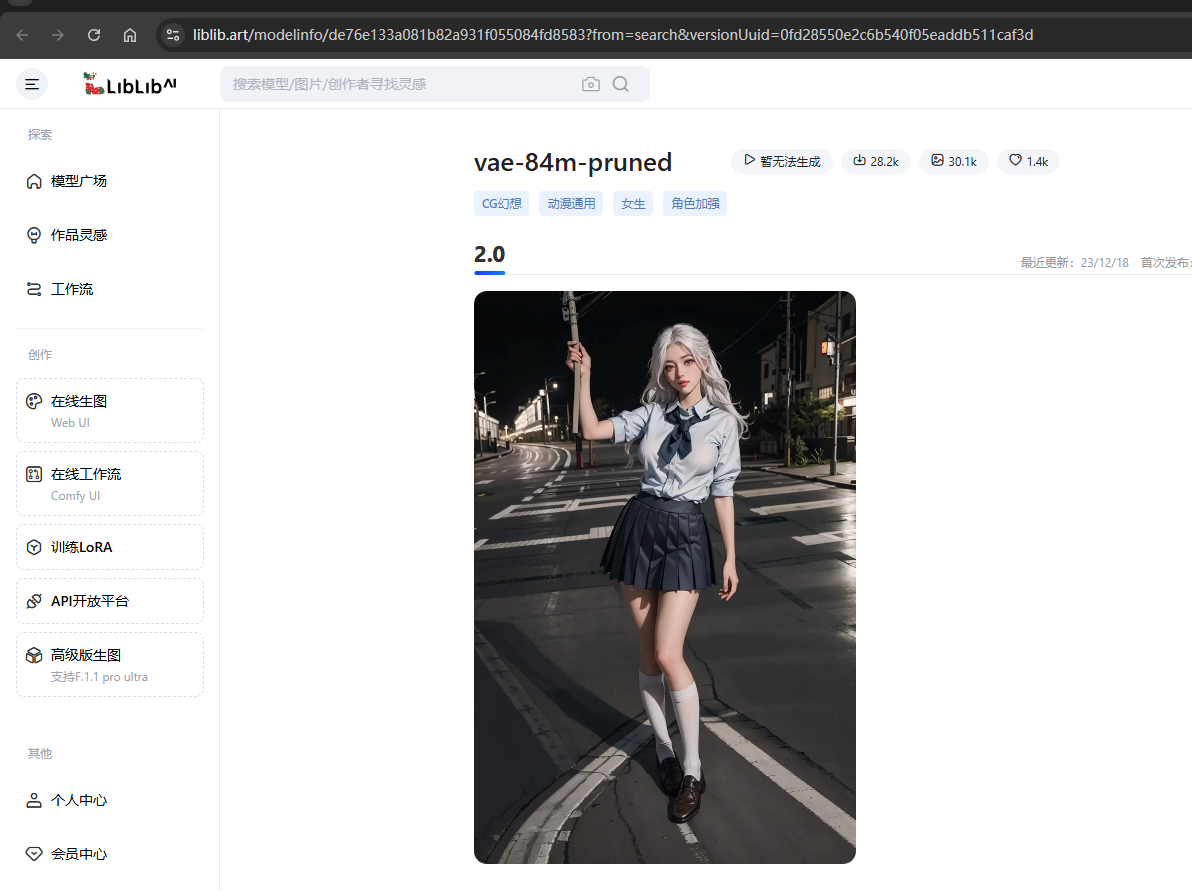 liblib.art/modelinfo/de76e133a081b82a931f055084fd8583?from=search&versionUuid=0fd28550e2c6b540f05eaddb511caf3d
LIBLIB AI
搜索模型/图片/创作者寻找灵感
探索
模型广场
作品灵感
工作流
创作
在线生图
Web UI
在线工作流
Comfy UI
训练LoRA
API开放平台
高级版生图
支持F.1.1 pro ultra
其他
个人中心
会员中心
vae-84m-pruned
暂无法生成
28.2k
30.1k
1.4k
CG幻想
动漫通用
女生
角色加强
2.0
最近更新：23/12/18 首次发布: